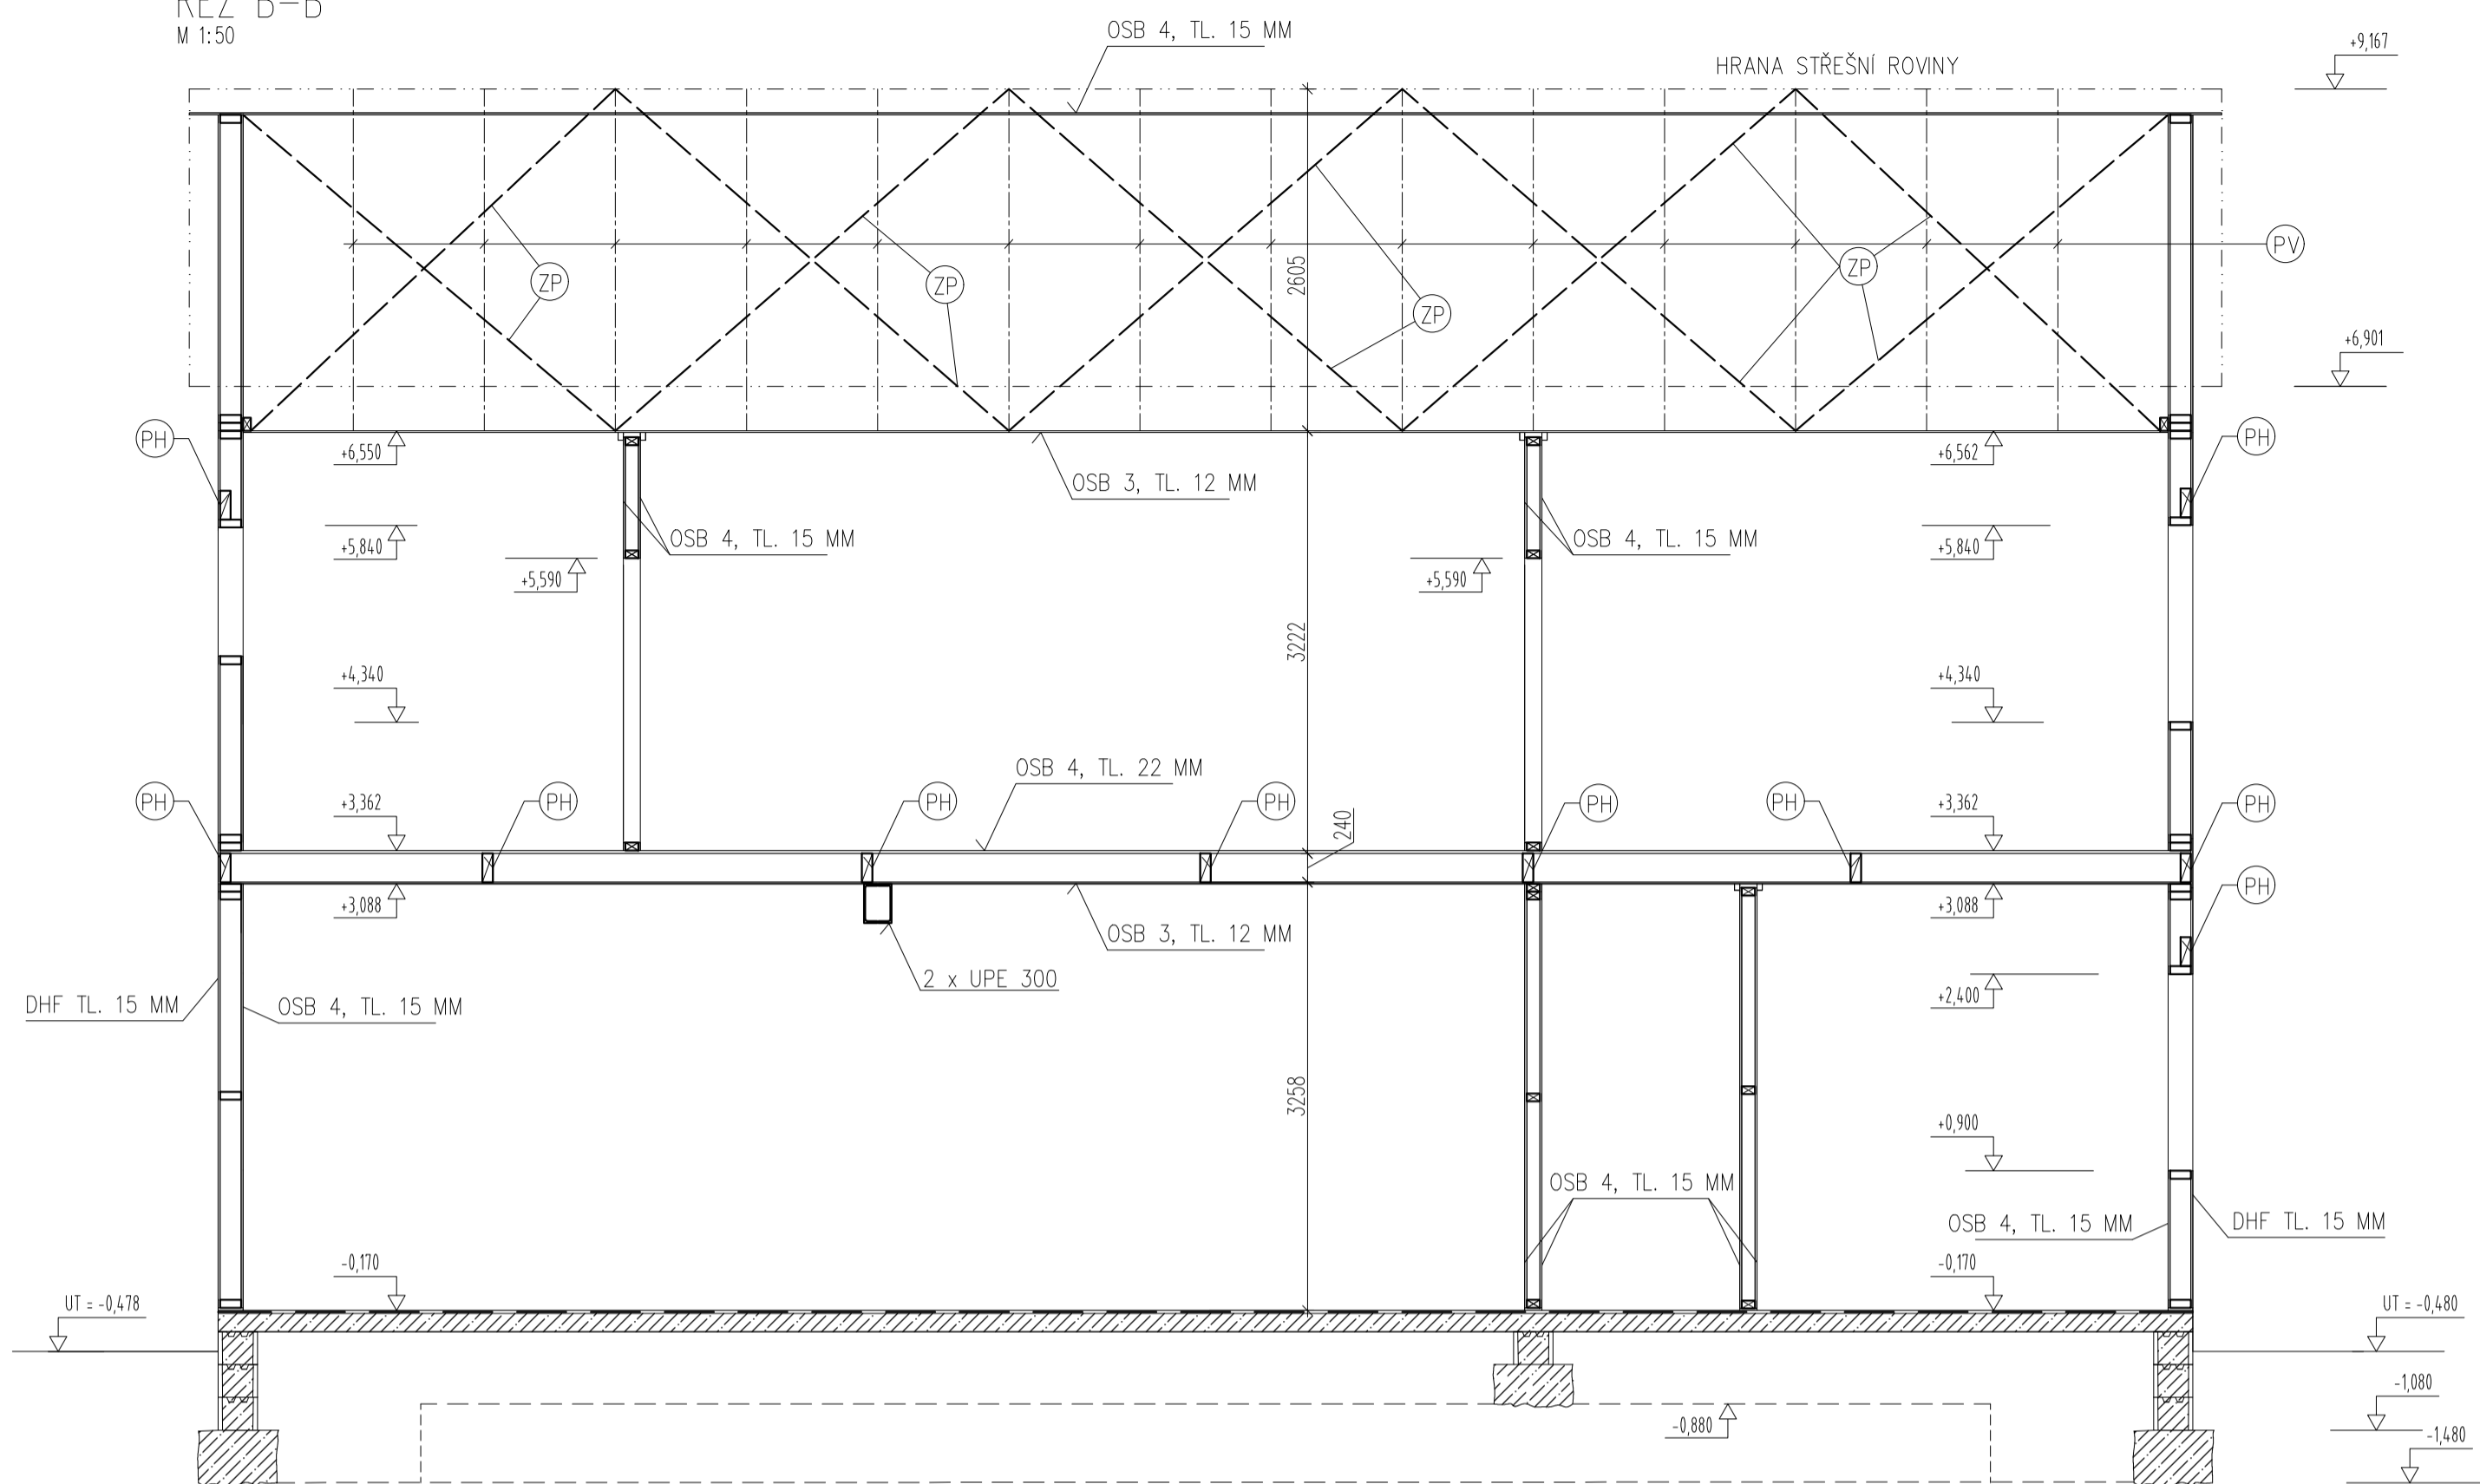 ŘEZ B-B
M 1:50
OSB 4, TL. 15 MM
+9,167
HRANA STŘEŠNÍ ROVINY
PV
2605
ZP
ZP
ZP
ZP
+6,901
PH
+6,550
+6,562
PH
OSB 3, TL. 12 MM
OSB 4, TL. 15 MM
OSB 4, TL. 15 MM
+5,840
+5,840
+5,590
+5,590
3222
+4,340
+4,340
OSB 4, TL. 22 MM
PH
+3,362
PH
PH
PH
PH
PH
+3,362
PH
240
+3,088
+3,088
PH
OSB 3, TL. 12 MM
2 x UPE 300
+2,400
DHF TL. 15 MM
OSB 4, TL. 15 MM
3258
+0,900
OSB 4, TL. 15 MM
OSB 4, TL. 15 MM
DHF TL. 15 MM
-0,170
-0,170
UT = -0,478
UT = -0,480
-1,080
-0,880
-1,480